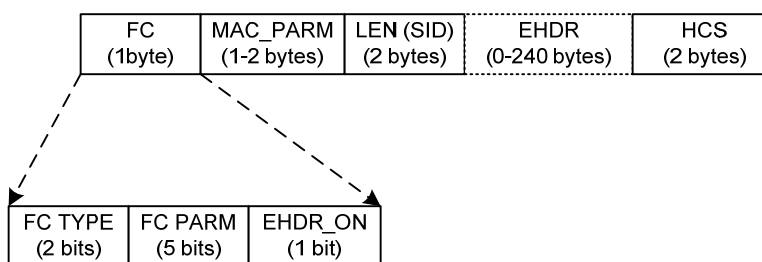 FC MAC_PARM LEN (SID) EHDR HCS
(1byte) (1-2 bytes) (2 bytes) (0-240 bytes) (2 bytes)
FC TYPE FC PARM EHDR_ON
(2 bits) (5 bits) (1 bit)